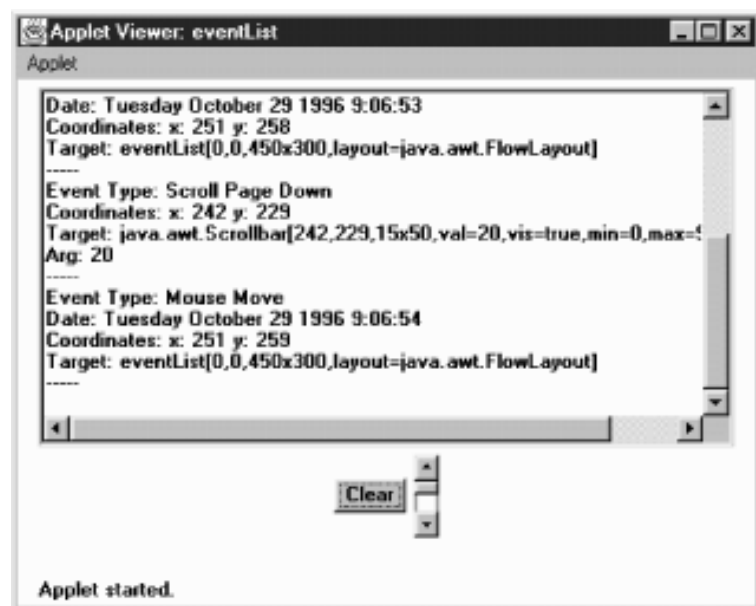 Applet Viewer: eventList
Applet
Date: Tuesday October 29 1996 9:06:53
Coordinates: x: 251 y: 258
Target: eventList[0,0,450x300,layout=java.awt.FlowLayout]
-----
Event Type: Scroll Page Down
Coordinates: x: 242 y: 229
Target: java.awt.Scrollbar[242,229,15x50,val=20,vis=true,min=0,max=9
Arg: 20
-----
Event Type: Mouse Move
Date: Tuesday October 29 1996 9:06:54
Coordinates: x: 251 y: 259
Target: eventList[0,0,450x300,layout=java.awt.FlowLayout]
-----
Clear
Applet started.